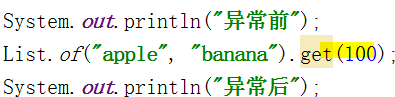 System.out.println("异常前");
List.of("apple", "banana").get(100);
System.out.println("异常后");